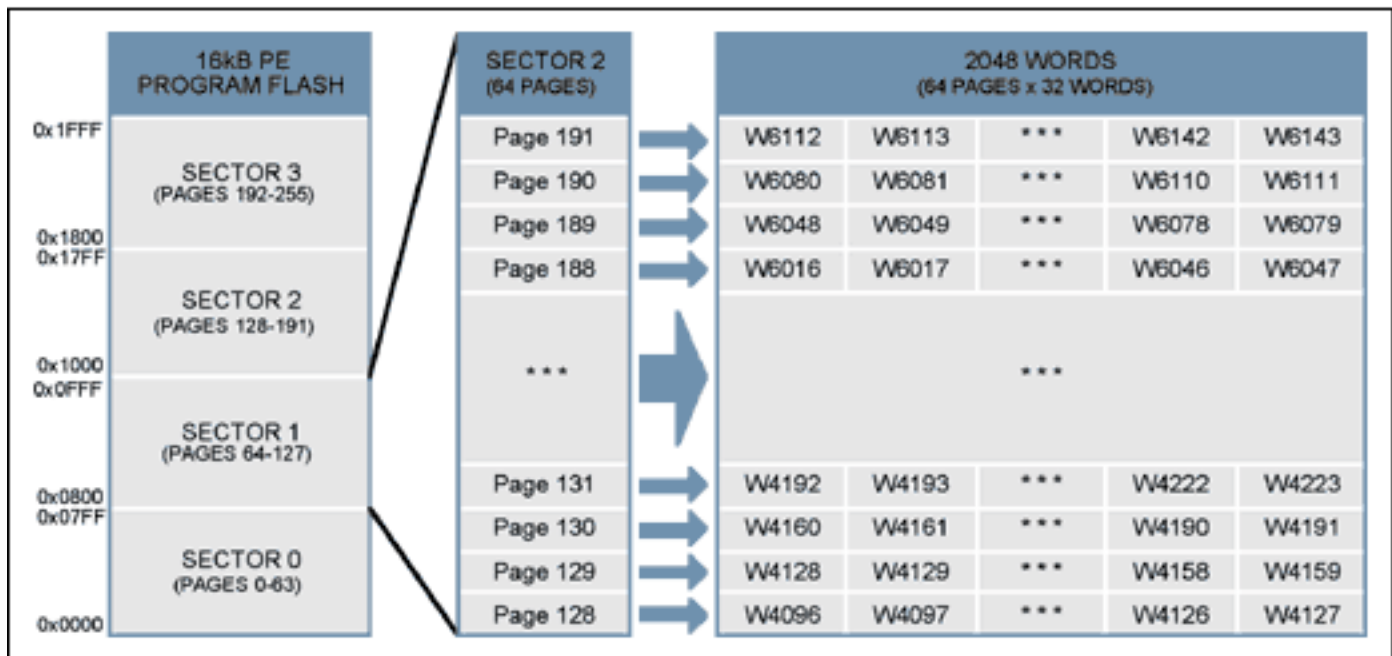 16kB PE
PROGRAM FLASH
0x1FFF
SECTOR 3
(PAGES 192-255)
0x1800
0x17FF
SECTOR 2
(PAGES 128-191)
0x1000
0x0FFF
SECTOR 1
(PAGES 64-127)
0x0800
0x07FF
SECTOR 0
(PAGES 0-63)
0x0000
SECTOR 2
(64 PAGES)
2048 WORDS
(64 PAGES x 32 WORDS)
Page 191 W6112 W6113 * * * W6142 W6143
Page 190 W6080 W6081 * * * W6110 W6111
Page 189 W6048 W6049 * * * W6078 W6079
Page 188 W6016 W6017 * * * W6046 W6047
* * * * * *
Page 131 W4192 W4193 * * * W4222 W4223
Page 130 W4160 W4161 * * * W4190 W4191
Page 129 W4128 W4129 * * * W4158 W4159
Page 128 W4096 W4097 * * * W4126 W4127